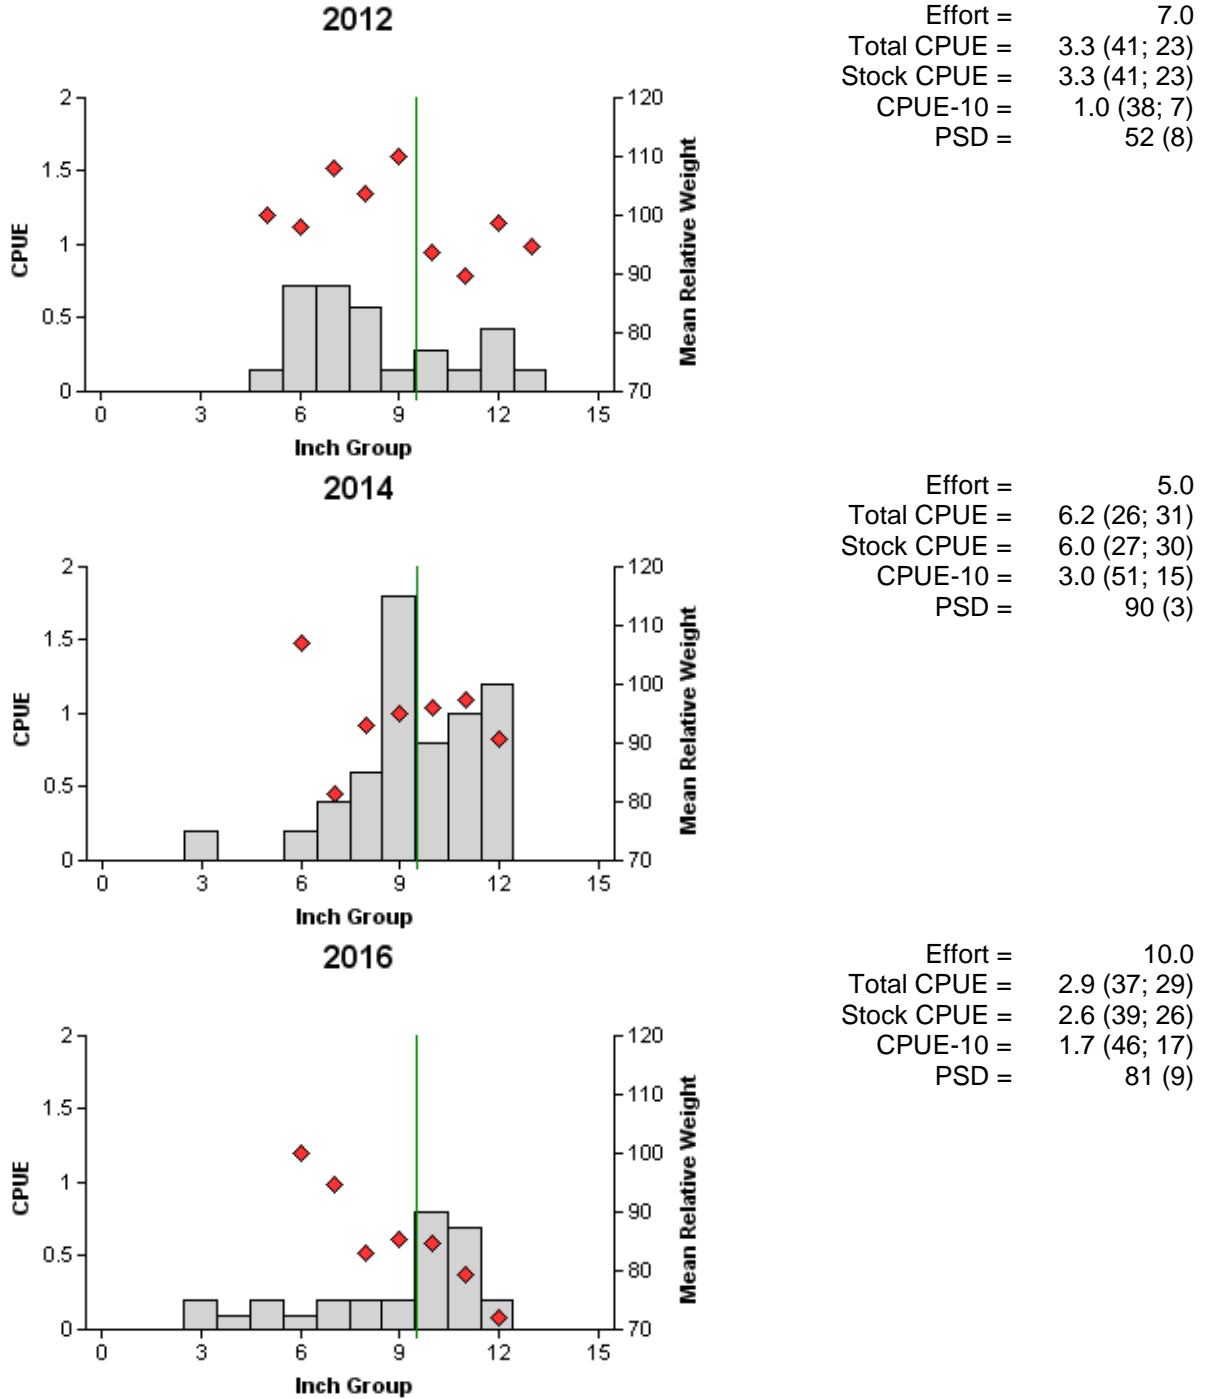 2012
Effort = 7.0
Total CPUE = 3.3 (41; 23)
Stock CPUE = 3.3 (41; 23)
CPUE-10 = 1.0 (38; 7)
PSD = 52 (8)
2 120
110
1.5
100
1
90
0.5
80
0 70
CPUE
Mean Relative Weight
0 3 6 9 12 15
Inch Group
2014
Effort = 5.0
Total CPUE = 6.2 (26; 31)
Stock CPUE = 6.0 (27; 30)
CPUE-10 = 3.0 (51; 15)
PSD = 90 (3)
2 120
110
1.5
100
1
90
0.5
80
0 70
CPUE
Mean Relative Weight
0 3 6 9 12 15
Inch Group
2016
Effort = 10.0
Total CPUE = 2.9 (37; 29)
Stock CPUE = 2.6 (39; 26)
CPUE-10 = 1.7 (46; 17)
PSD = 81 (9)
2 120
110
1.5
100
1
90
0.5
80
0 70
CPUE
Mean Relative Weight
0 3 6 9 12 15
Inch Group